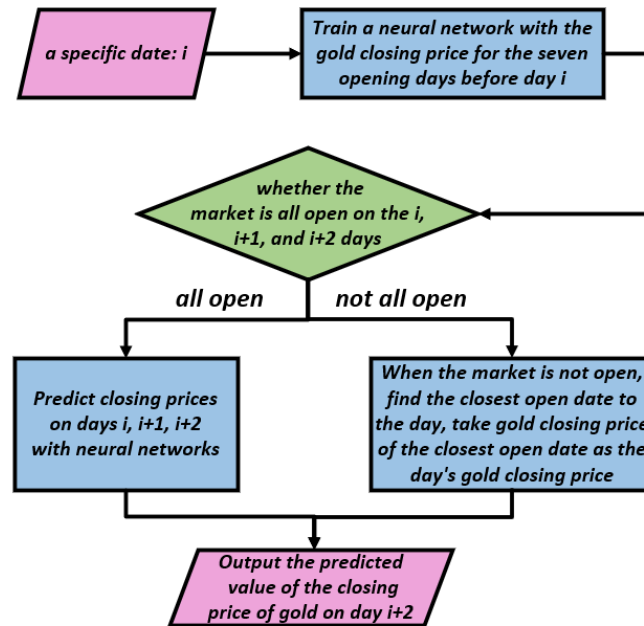 a specific date: i
Train a neural network with the
gold closing price for the seven
opening days before day i
whether the
market is all open on the i,
i+1, and i+2 days
all open
not all open
Predict closing prices
on days i, i+1, i+2
with neural networks
When the market is not open,
find the closest open date to
the day, take gold closing price
of the closest open date as the
day's gold closing price
Output the predicted
value of the closing
price of gold on day i+2